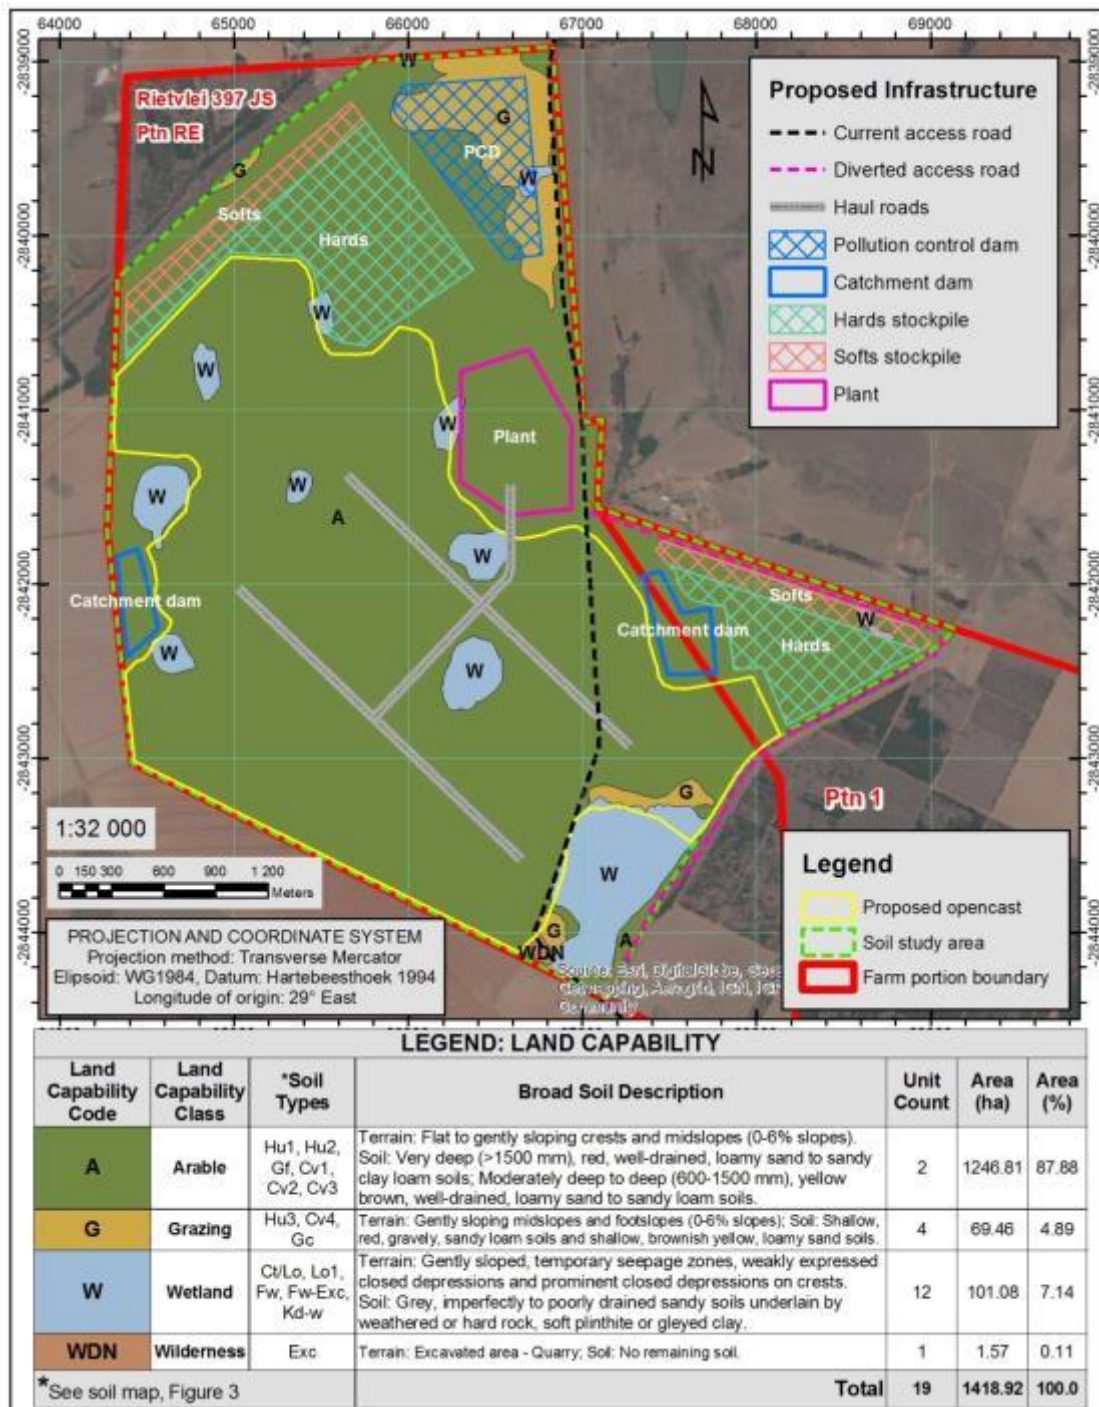 64000 65000 66000 67000 68000 69000
-2839000
-2840000
-2841000
-2842000
-2843000
-2844000
-2839000
-2840000
-2841000
-2842000
-2843000
-2844000
Rietvlei 397 JS
Ptn RE
W
G
G
PCD
W
Softs
Hards
N
W
W
W
Plant
W
W
A
W
Catchment dam
W
W
Softs
W
Catchment dam
Hards
G
Ptn 1
W
G
WDN
A
Proposed Infrastructure
Current access road
Diverted access road
Haul roads
Pollution control dam
Catchment dam
Hards stockpile
Softs stockpile
Plant
1:32 000
0 150 300 600 900 1 200
Meters
PROJECTION AND COORDINATE SYSTEM
Projection method: Transverse Mercator
Elipsoid: WG1984, Datum: Hartebeesthoek 1994
Longitude of origin: 29° East
Legend
Proposed opencast
Soil study area
Farm portion boundary
Source: Esri, DigitalGlobe,
Community
LEGEND: LAND CAPABILITY
Land Capability Code Land Capability Class *Soil Types Broad Soil Description Unit Count Area (ha) Area (%)
A Arable Hu1, Hu2, Gf, Cv1, Cv2, Cv3
Terrain: Flat to gently sloping crests and midslopes (0-6% slopes).
Soil: Very deep (>1500 mm), red, well-drained, loamy sand to sandy
clay loam soils; Moderately deep to deep (600-1500 mm), yellow
brown, well-drained, loamy sand to sandy loam soils.
2 1246.81 87.88
G Grazing Hu3, Cv4, Gc
Terrain: Gently sloping midslopes and footslopes (0-6% slopes); Soil: Shallow,
red, gravely, sandy loam soils and shallow, brownish yellow, loamy sand soils.
4 69.46 4.89
W Wetland Ct/Lo, Lo1, Fw, Fw-Exc, Kd-w
Terrain: Gently sloped, temporary seepage zones, weakly expressed
closed depressions and prominent closed depressions on crests.
Soil: Grey, imperfectly to poorly drained sandy soils underlain by
weathered or hard rock, soft plinthite or gleyed clay.
12 101.08 7.14
WDN Wilderness Exc Terrain: Excavated area - Quarry; Soil: No remaining soil. 1 1.57 0.11
*See soil map, Figure 3 Total 19 1418.92 100.0